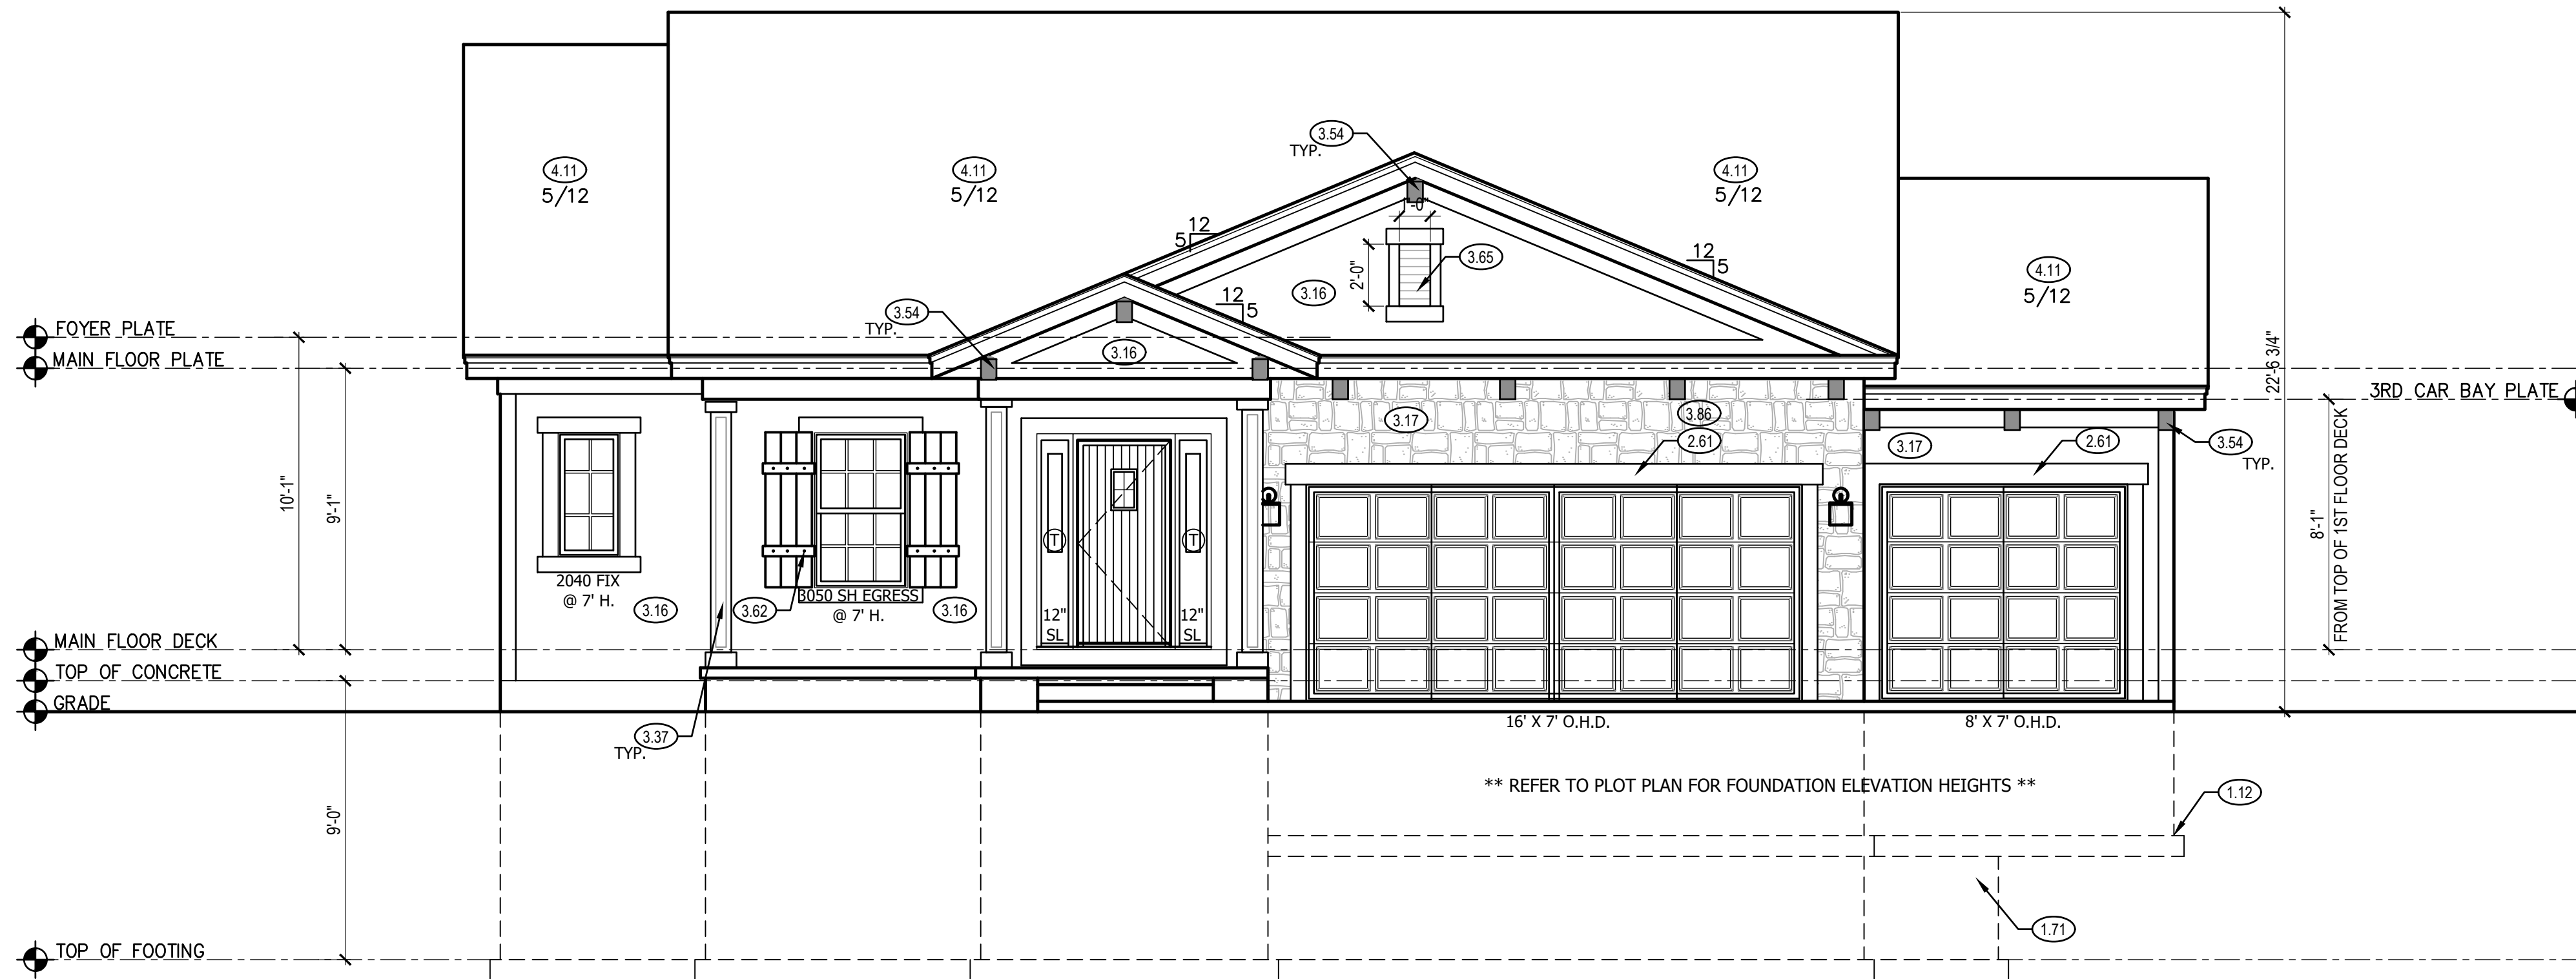 4.11
5/12
4.11
5/12
3.54
TYP.
4.11
5/12
12
5
1'-0"
2'-0"
3.65
3.16
12
5
4.11
5/12
12
5
3.54
TYP.
3.16
22'-6 3/4"
FOYER PLATE
MAIN FLOOR PLATE
3RD CAR BAY PLATE
10'-1"
9'-1"
3.17
3.86
2.61
3.17
2.61
3.54
TYP.
8'-1"
FROM TOP OF 1ST FLOOR DECK
T
T
2040 FIX
@ 7' H.
3.16
3.62
3050 SH EGRESS
@ 7' H.
3.16
12"
SL
12"
SL
MAIN FLOOR DECK
TOP OF CONCRETE
GRADE
3.37
TYP.
16' X 7' O.H.D.
8' X 7' O.H.D.
** REFER TO PLOT PLAN FOR FOUNDATION ELEVATION HEIGHTS **
1.12
9'-0"
1.71
TOP OF FOOTING